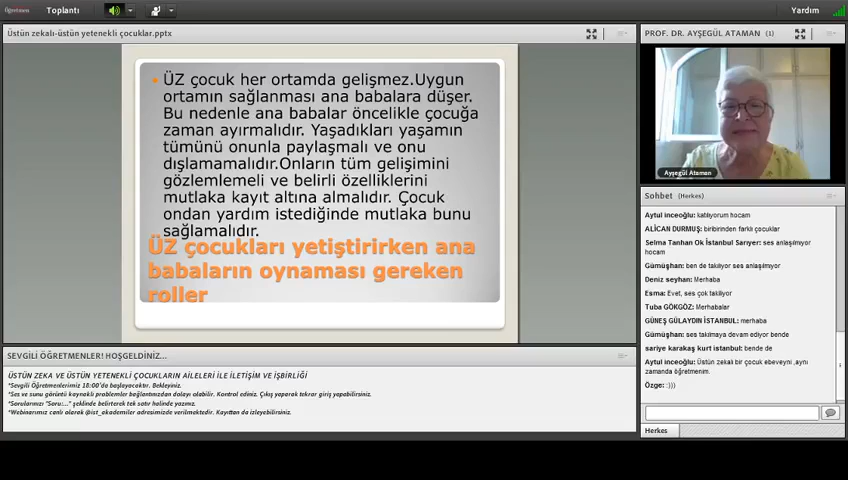 Öğretmen
Toplantı
Yardım
Üstün zekalı-üstün yetenekli çocuklar.pptx
ÜZ çocuk her ortamda gelişmez.Uygun
ortamın sağlanması ana babalara düşer.
Bu nedenle ana babalar öncelikle çocuğa
zaman ayırmalıdır. Yaşadıkları yaşamın
tümünü onunla paylaşmalı ve onu
dışlamamalıdır.Onların tüm gelişimini
gözlemlemeli ve belirli özelliklerini
mutlaka kayıt altına almalıdır. Çocuk
ondan yardım istediğinde mutlaka bunu
sağlamalıdır.
ÜZ çocukları yetiştirirken ana
babaların oynaması gereken
roller
SEVGİLİ ÖĞRETMENLER! HOŞGELDİNİZ...
ÜSTÜN ZEKA VE ÜSTÜN YETENEKLİ ÇOCUKLARIN AİLELERİ İLE İLETİŞİM VE İŞBİRLİĞİ
*Sevgili Öğretmenlerimiz 18:00'da başlayacaktır. Bekleyiniz.
*Ses ve sunu görüntü kaynaklı problemler bağlantınızdan dolayı olabilir. Kontrol ediniz. Çıkış yaparak tekrar giriş yapabilirsiniz.
*Sorularınızı "Soru:..." şeklinde belirterek tek satır halinde yazınız.
*Webinarımız canlı olarak @ist_akademiler adresimizde verilmektedir. Kayıttan da izleyebilirsiniz.
PROF. DR. AYŞEGÜL ATAMAN (1)
Ayşegül Ataman
Sohbet (Herkes)
Aytul inceoğlu: katılıyorum hocam
ALİCAN DURMUŞ: biribirinden farklı çocuklar
Selma Tanhan Ok İstanbul Sarıyer: ses anlaşılmıyor
hocam
Gümüşhan: ben de takılıyor ses anlaşılmıyor
Deniz seyhan: Merhaba
Esma: Evet, ses çok takiliyor
Tuba GÖKGÖZ: Merhabalar
GÜNEŞ GÜLAYDIN İSTANBUL: merhaba
Gümüşhan: ses takılmaya devam ediyor bende
sariye karakaş kurt istanbul: bende de
Aytul inceoğlu: Üstün zekalı bir çocuk ebeveyni ,aynı
zamanda öğretmenim.
Özge: :)))
Herkes